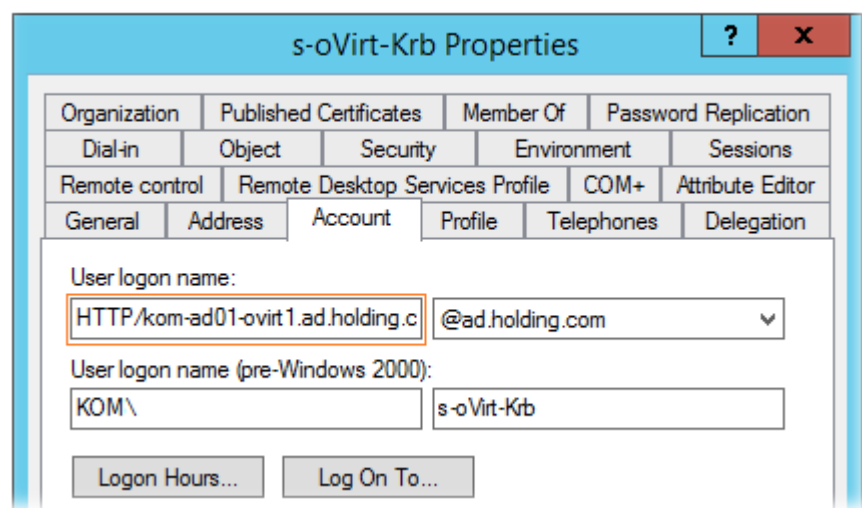 s-oVirt-Krb Properties ? x
Organization Published Certificates Member Of Password Replication
Dial-in Object Security Environment Sessions
Remote control Remote Desktop Services Profile COM+ Attribute Editor
General Address Account Profile Telephones Delegation
User logon name:
HTTP/kom-ad01-ovirt1.ad.holding.c @ad.holding.com
User logon name (pre-Windows 2000):
KOM\ s-oVirt-Krb
Logon Hours... Log On To...